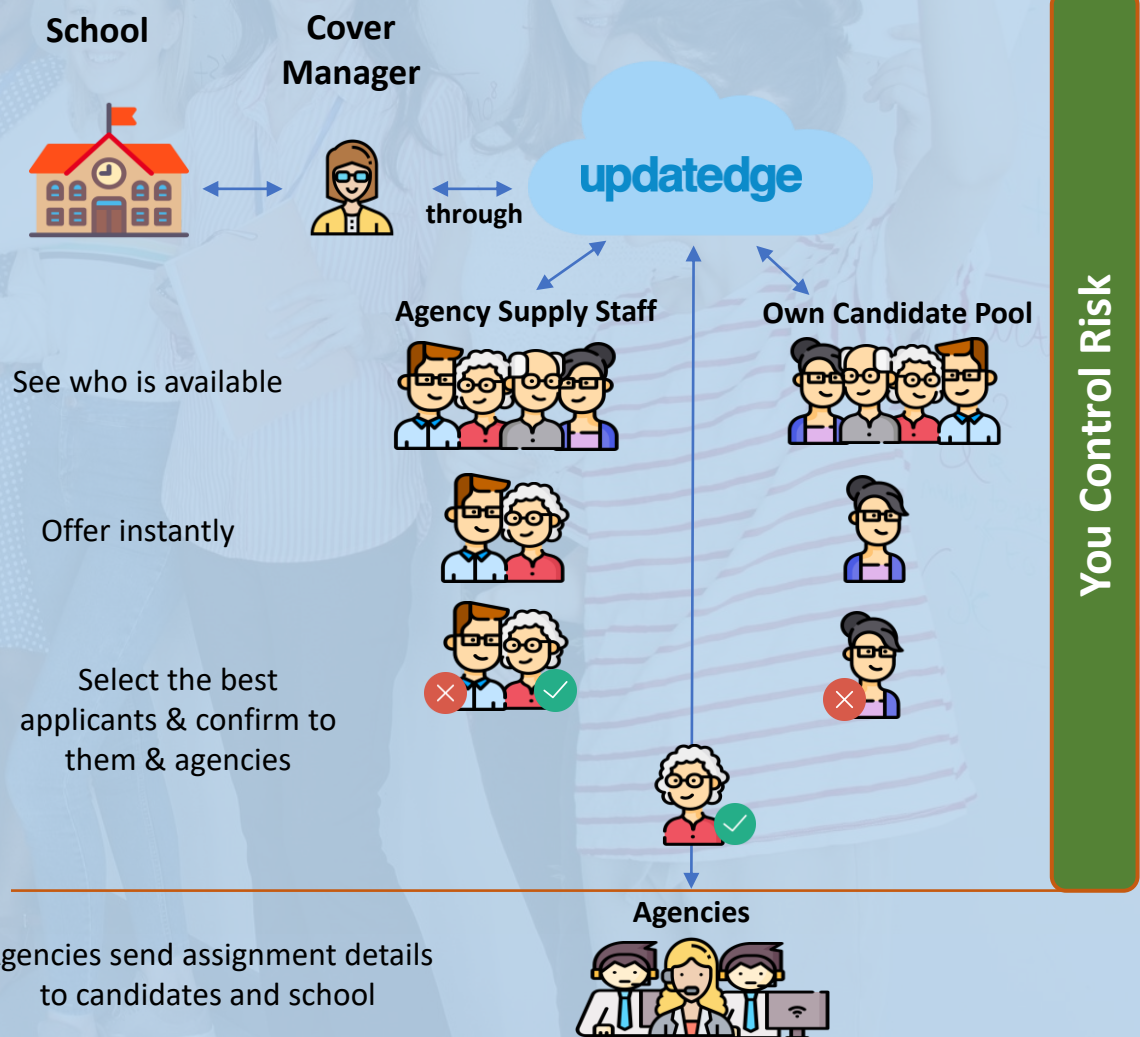 School
Cover
Manager
updatedge
through
Agency Supply Staff
Own Candidate Pool
See who is available
Offer instantly
Select the best
applicants & confirm to
them & agencies
You Control Risk
Agencies
gencies send assignment details
to candidates and school